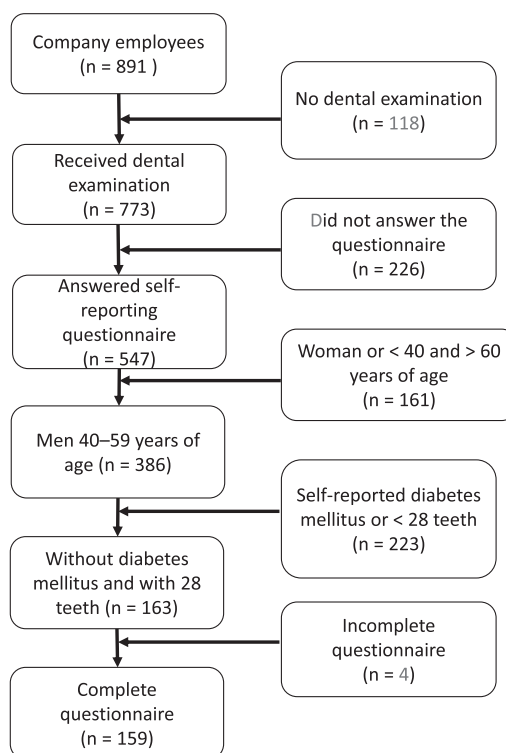 Company employees
(n = 891 )
No dental examination
(n = 118)
Received dental
examination
(n = 773)
Did not answer the
questionnaire
(n = 226)
Answered self-
reporting
questionnaire
(n = 547)
Woman or < 40 and > 60
years of age
(n = 161)
Men 40–59 years of
age (n = 386)
Self-reported diabetes
mellitus or < 28 teeth
(n = 223)
Without diabetes
mellitus and with 28
teeth (n = 163)
Incomplete
questionnaire
(n = 4)
Complete
questionnaire
(n = 159)